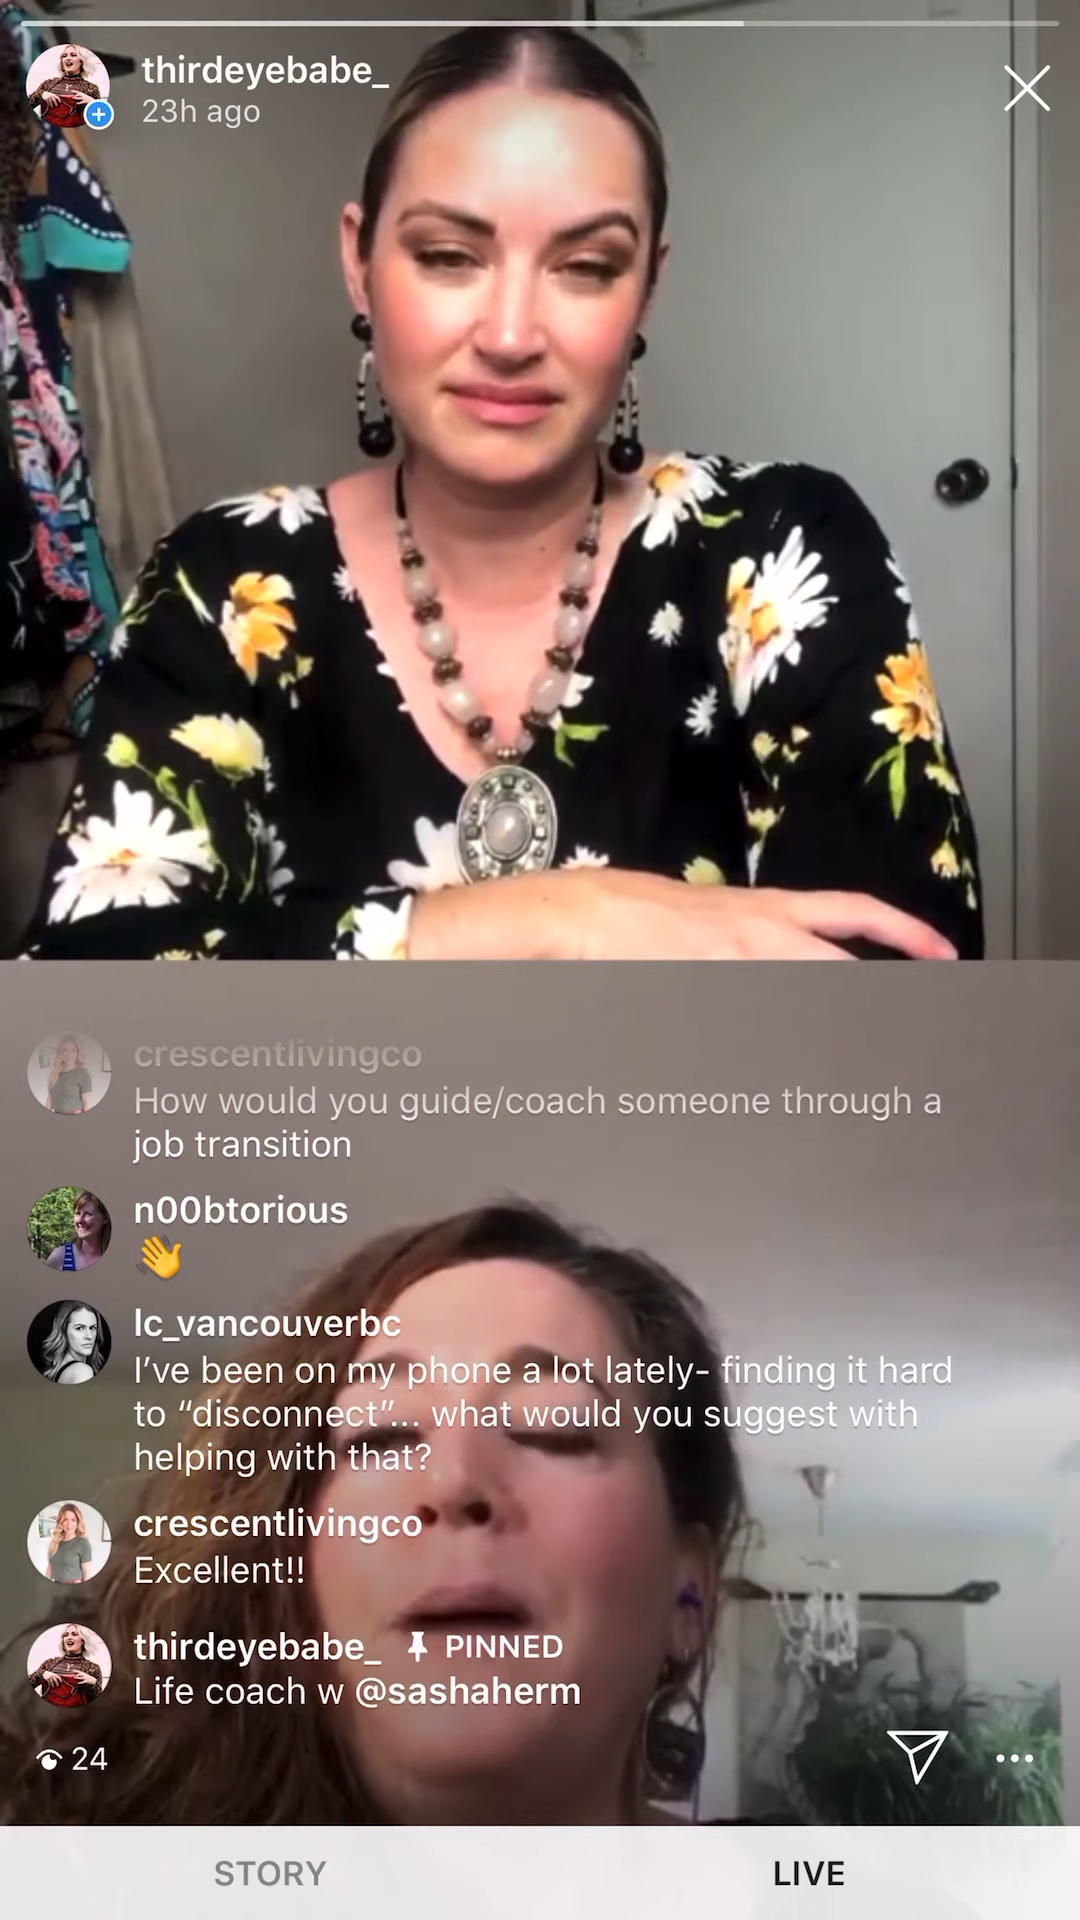 thirdeyebabe_
23h ago
crescentlivingco
How would you guide/coach someone through a
job transition
n00btorious
👋
lc_vancouverbc
I’ve been on my phone a lot lately- finding it hard
to “disconnect”... what would you suggest with
helping with that?
crescentlivingco
Excellent!!
thirdeyebabe_ PINNED
Life coach w @sashaherm
24
STORY
LIVE